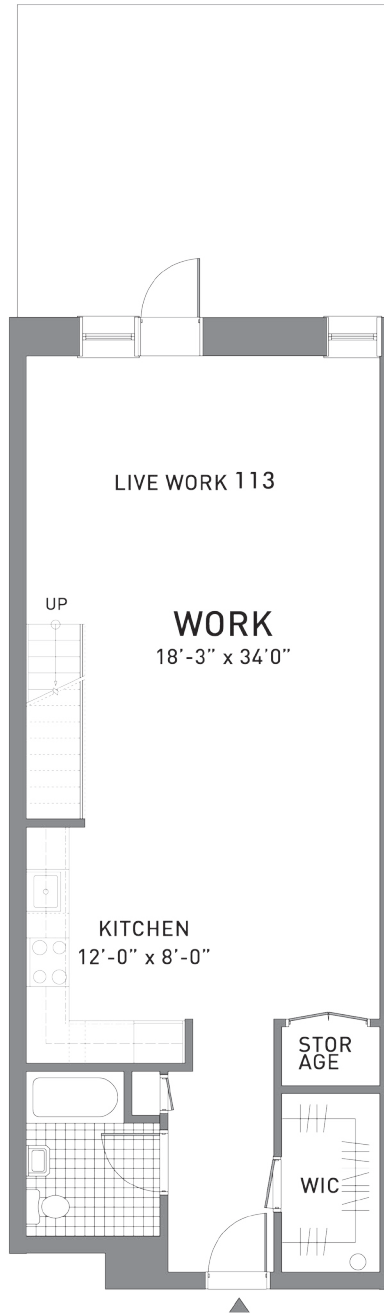 LIVE WORK 113
UP
WORK
18'-3" x 34'0"
KITCHEN
12'-0" x 8'-0"
STOR
AGE
WIC